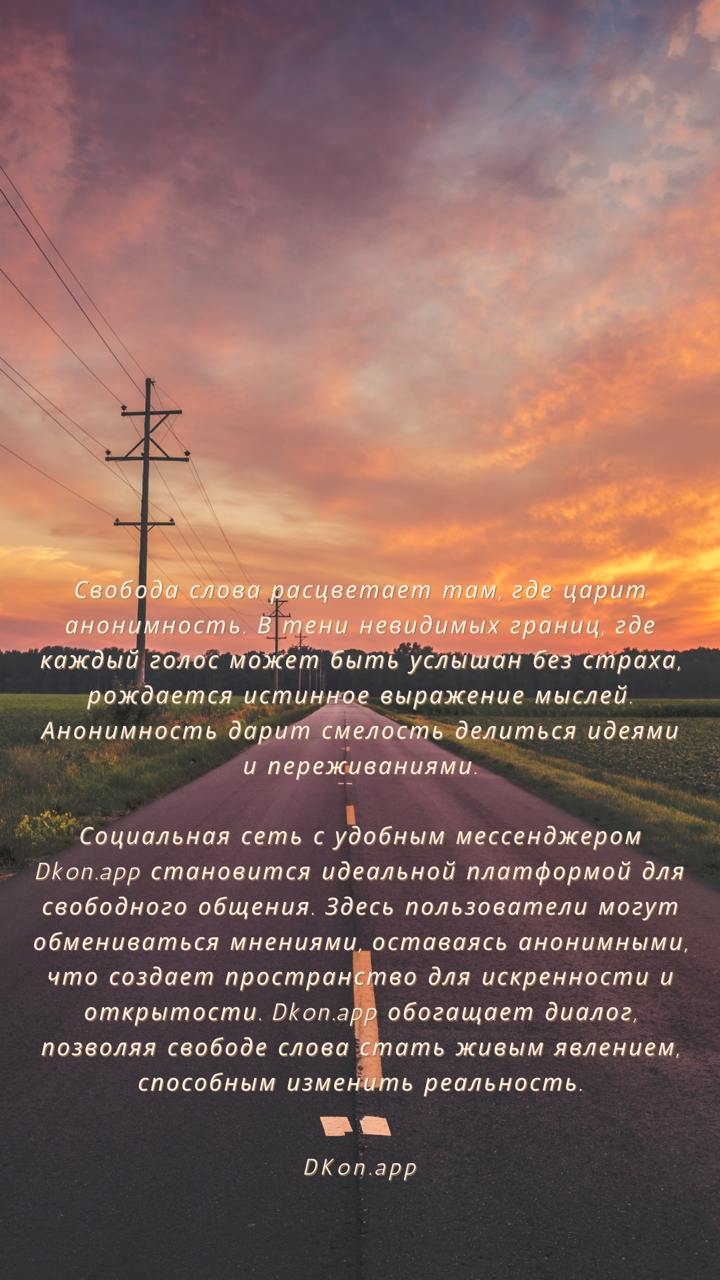 Свобода слова расцветает там, где царит
анонимность. В тени невидимых границ, где
каждый голос может быть услышан без страха,
рождается истинное выражение мыслей.
Анонимность дарит смелость делиться идеями
и переживаниями.
Социальная сеть с удобным мессенджером
Dkon.app становится идеальной платформой для
свободного общения. Здесь пользователи могут
обмениваться мнениями, оставаясь анонимными,
что создает пространство для искренности и
открытости. Dkon.app обогащает диалог,
позволяя свободе слова стать живым явлением,
способным изменить реальность.
DKon.app